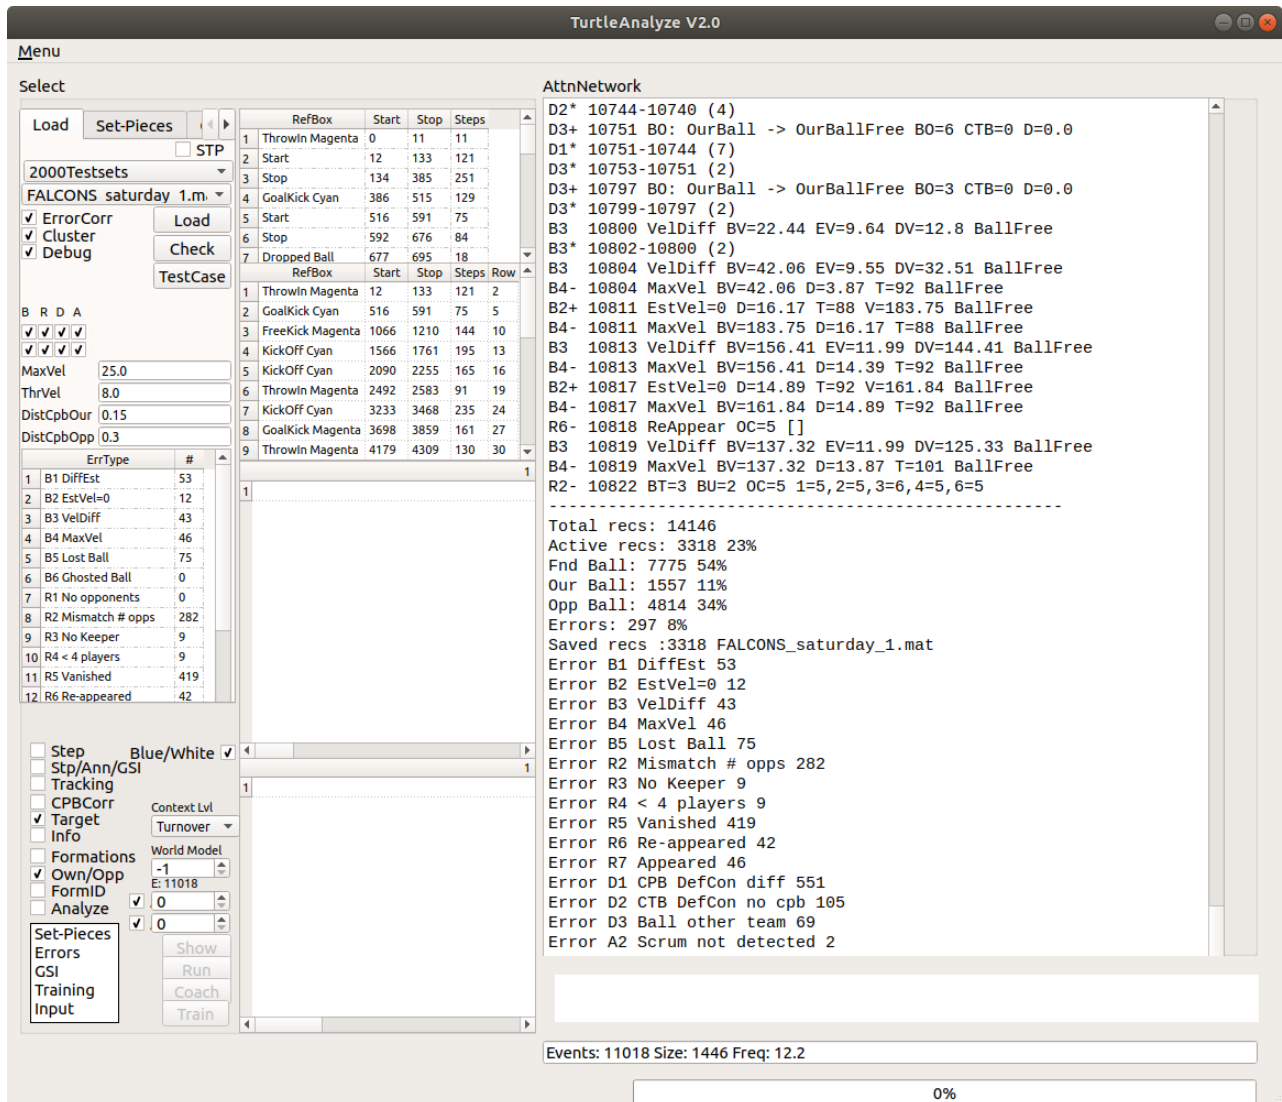 TurtleAnalyze V2.0
Menu
Select
Load Set-Pieces
STP
2000Testsets
FALCONS saturday 1.m
ErrorCorr Load
Cluster
Debug Check
TestCase
B R D A
MaxVel 25.0
ThrVel 8.0
DistCpbOur 0.15
DistCpbOpp 0.3
ErrType #
1 B1 DiffEst 53
2 B2 EstVel=0 12
3 B3 VelDiff 43
4 B4 MaxVel 46
5 B5 Lost Ball 75
6 B6 Ghosted Ball 0
7 R1 No opponents 0
8 R2 Mismatch # opps 282
9 R3 No Keeper 9
10 R4 < 4 players 9
11 R5 Vanished 419
12 R6 Re-appeared 42
Step Blue/White
Stp/Ann/GSI
Tracking
CPBCorr
Target
Info
Context Lvl
Turnover
Formations
Own/Opp
FormID
Analyze
World Model
-1
E: 11018
0
0
Set-Pieces
Errors
GSI
Training
Input
Show
Run
Coach
Train
RefBox Start Stop Steps
1 ThrowIn Magenta 0 11 11
2 Start 12 133 121
3 Stop 134 385 251
4 GoalKick Cyan 386 515 129
5 Start 516 591 75
6 Stop 592 676 84
7 Dropped Ball 677 695 18
RefBox Start Stop Steps Row
1 ThrowIn Magenta 12 133 121 2
2 GoalKick Cyan 516 591 75 5
3 FreeKick Magenta 1066 1210 144 10
4 KickOff Cyan 1566 1761 195 13
5 KickOff Cyan 2090 2255 165 16
6 ThrowIn Magenta 2492 2583 91 19
7 KickOff Cyan 3233 3468 235 24
8 GoalKick Magenta 3698 3859 161 27
9 ThrowIn Magenta 4179 4309 130 30
1
1
1
1
AttnNetwork
D2* 10744-10740 (4)
D3+ 10751 BO: OurBall -> OurBallFree BO=6 CTB=0 D=0.0
D1* 10751-10744 (7)
D3* 10753-10751 (2)
D3+ 10797 BO: OurBall -> OurBallFree BO=3 CTB=0 D=0.0
D3* 10799-10797 (2)
B3 10800 VelDiff BV=22.44 EV=9.64 DV=12.8 BallFree
B3* 10802-10800 (2)
B3 10804 VelDiff BV=42.06 EV=9.55 DV=32.51 BallFree
B4- 10804 MaxVel BV=42.06 D=3.87 T=92 BallFree
B2+ 10811 EstVel=0 D=16.17 T=88 V=183.75 BallFree
B4- 10811 MaxVel BV=183.75 D=16.17 T=88 BallFree
B3 10813 VelDiff BV=156.41 EV=11.99 DV=144.41 BallFree
B4- 10813 MaxVel BV=156.41 D=14.39 T=92 BallFree
B2+ 10817 EstVel=0 D=14.89 T=92 V=161.84 BallFree
B4- 10817 MaxVel BV=161.84 D=14.89 T=92 BallFree
R6- 10818 ReAppear OC=5 []
B3 10819 VelDiff BV=137.32 EV=11.99 DV=125.33 BallFree
B4- 10819 MaxVel BV=137.32 D=13.87 T=101 BallFree
R2- 10822 BT=3 BU=2 OC=5 1=5,2=5,3=6,4=5,6=5
----------------------------------------------------
Total recs: 14146
Active recs: 3318 23%
Fnd Ball: 7775 54%
Our Ball: 1557 11%
Opp Ball: 4814 34%
Errors: 297 8%
Saved recs :3318 FALCONS_saturday_1.mat
Error B1 DiffEst 53
Error B2 EstVel=0 12
Error B3 VelDiff 43
Error B4 MaxVel 46
Error B5 Lost Ball 75
Error R2 Mismatch # opps 282
Error R3 No Keeper 9
Error R4 < 4 players 9
Error R5 Vanished 419
Error R6 Re-appeared 42
Error R7 Appeared 46
Error D1 CPB DefCon diff 551
Error D2 CTB DefCon no cpb 105
Error D3 Ball other team 69
Error A2 Scrum not detected 2
Events: 11018 Size: 1446 Freq: 12.2
0%